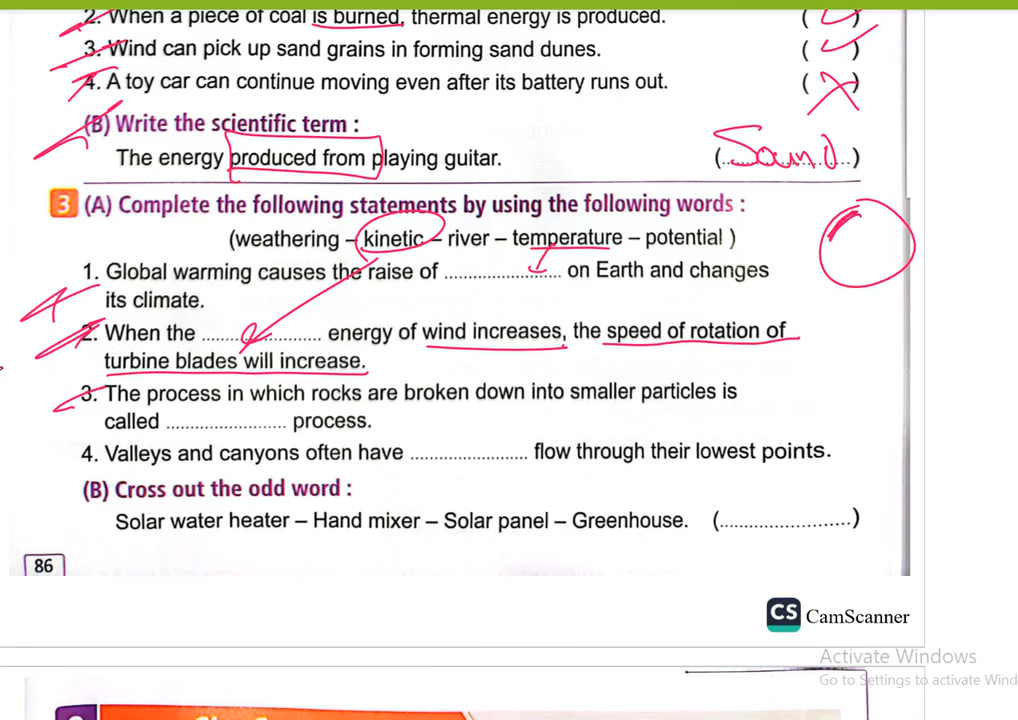 2. When a piece of coal is burned, thermal energy is produced. ( ✓ )
3. Wind can pick up sand grains in forming sand dunes. ( ✓ )
4. A toy car can continue moving even after its battery runs out. ( X )
(B) Write the scientific term :
The energy produced from playing guitar. (..Sound..)
3 (A) Complete the following statements by using the following words :
(weathering – kinetic – river – temperature – potential )
1. Global warming causes the raise of ........................ on Earth and changes
its climate.
2. When the ........................ energy of wind increases, the speed of rotation of
turbine blades will increase.
3. The process in which rocks are broken down into smaller particles is
called ........................ process.
4. Valleys and canyons often have ........................ flow through their lowest points.
(B) Cross out the odd word :
Solar water heater – Hand mixer – Solar panel – Greenhouse. (..........................)
86
CS CamScanner
Activate Windows
Go to Settings to activate Wind